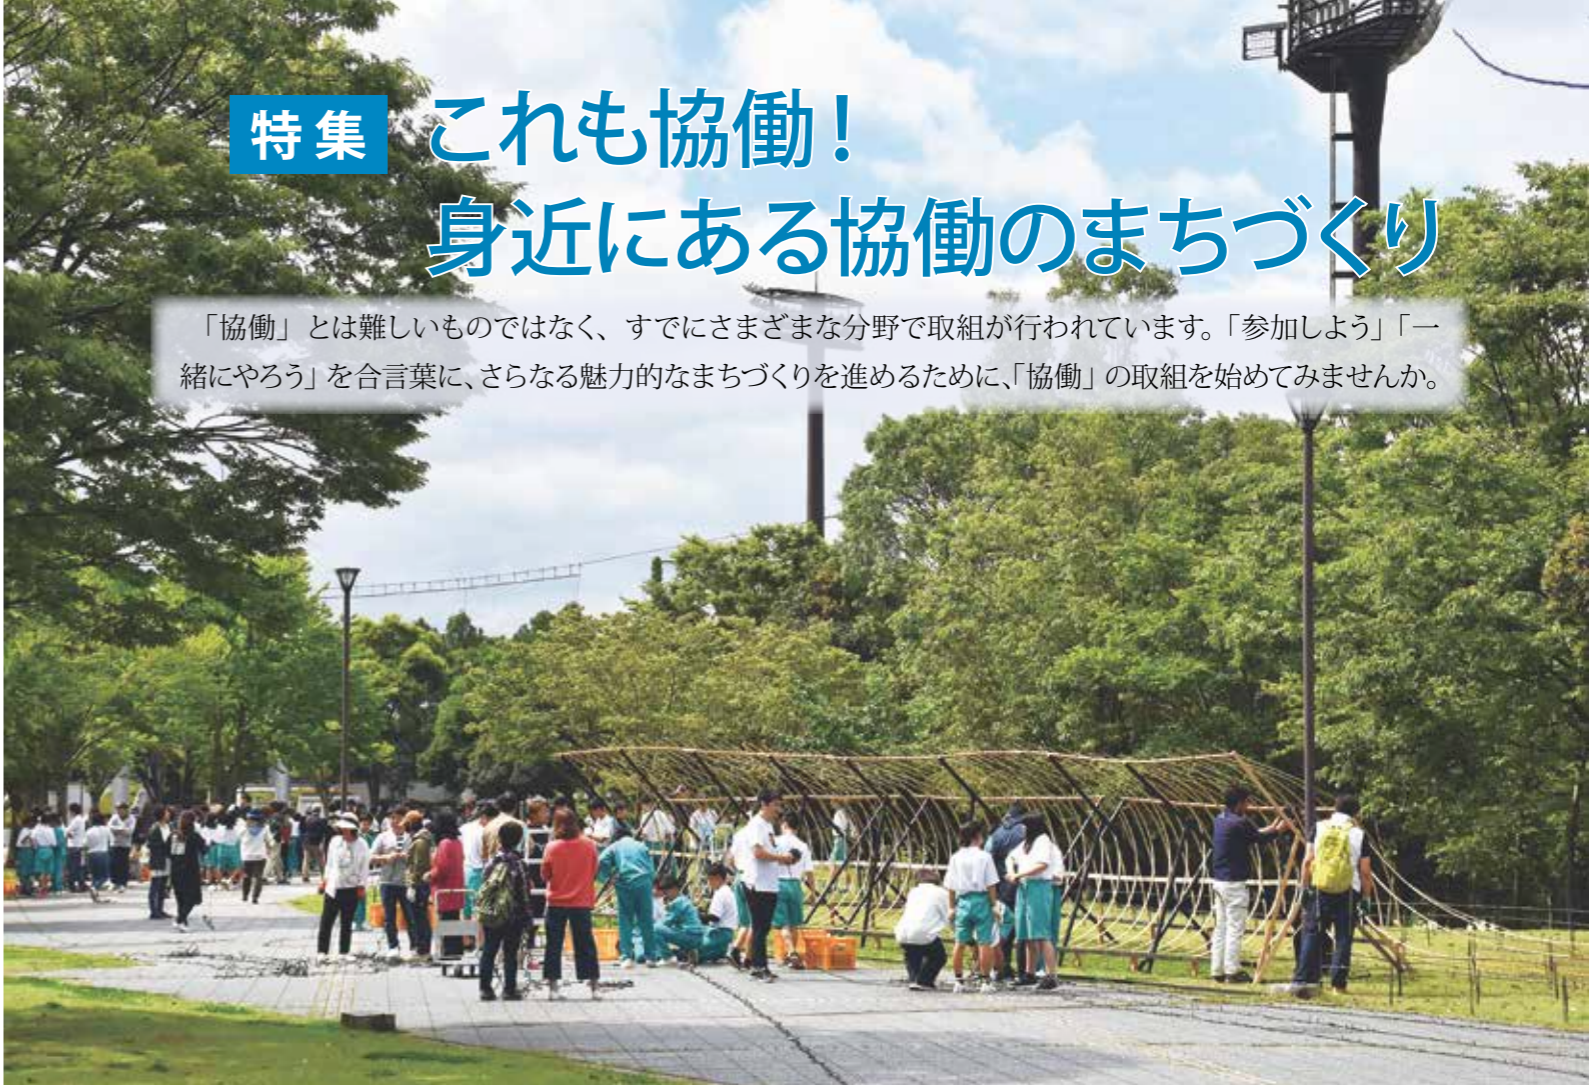 特集 これも協働！
身近にある協働のまちづくり
「協働」とは難しいものではなく、すでにさまざまな分野で取組が行われています。「参加しよう」「一
緒にやろう」を合言葉に、さらなる魅力的なまちづくりを進めるために、「協働」の取組を始めてみませんか。